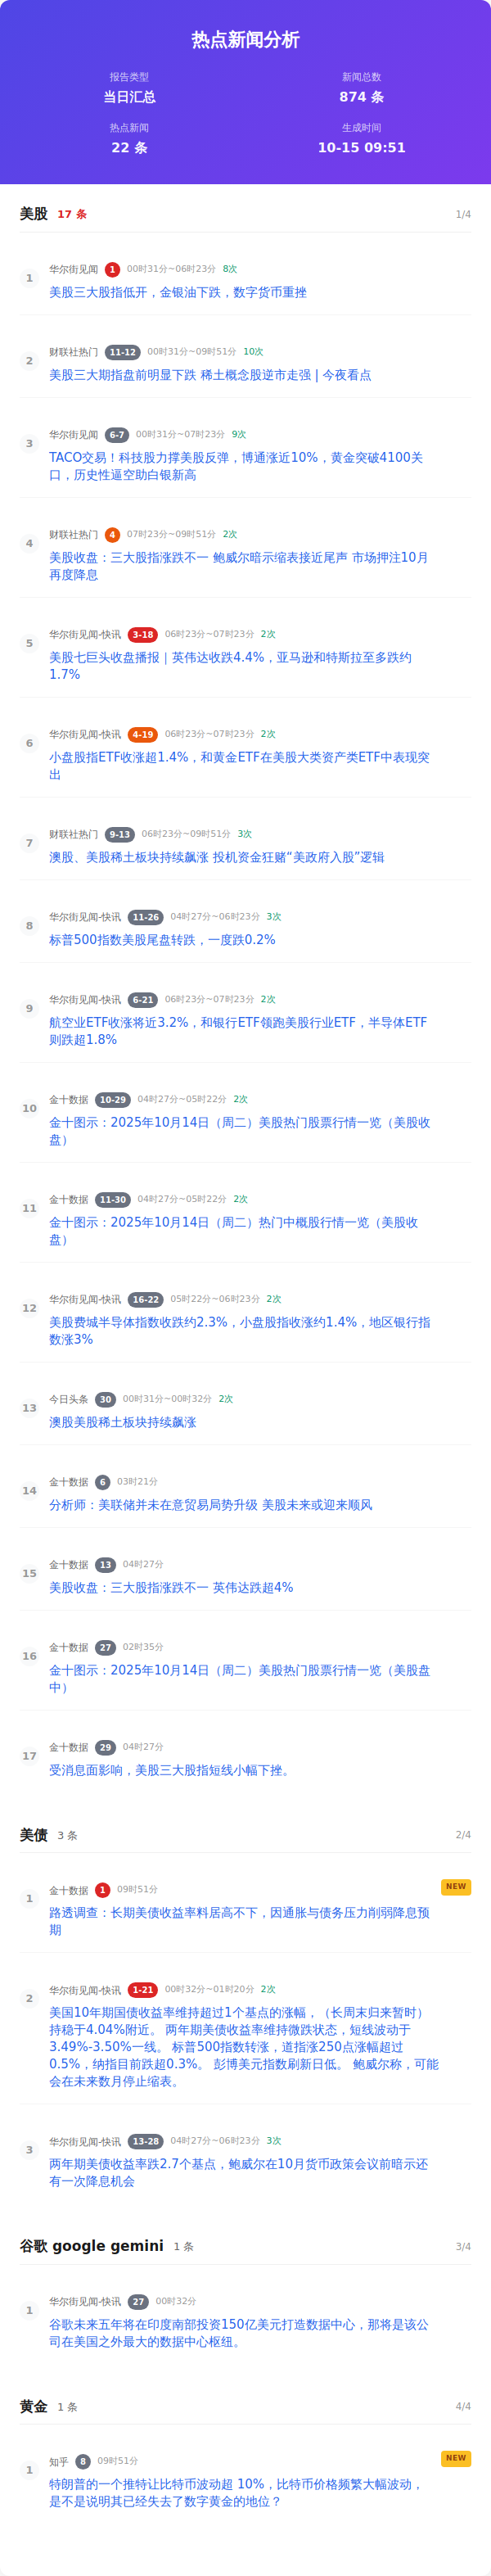 热点新闻分析
报告类型
新闻总数
当日汇总
874 条
热点新闻
生成时间
22 条
10-15 09:51
美股 17 条 1/4
1
华尔街见闻 1 00时31分~06时23分 8次
美股三大股指低开，金银油下跌，数字货币重挫
2
财联社热门 11-12 00时31分~09时51分 10次
美股三大期指盘前明显下跌 稀土概念股逆市走强 | 今夜看点
3
华尔街见闻 6-7 00时31分~07时23分 9次
TACO交易！科技股力撑美股反弹，博通涨近10%，黄金突破4100关
口，历史性逼空助白银新高
4
财联社热门 4 07时23分~09时51分 2次
美股收盘：三大股指涨跌不一 鲍威尔暗示缩表接近尾声 市场押注10月
再度降息
5
华尔街见闻-快讯 3-18 06时23分~07时23分 2次
美股七巨头收盘播报｜英伟达收跌4.4%，亚马逊和特斯拉至多跌约
1.7%
6
华尔街见闻-快讯 4-19 06时23分~07时23分 2次
小盘股指ETF收涨超1.4%，和黄金ETF在美股大类资产类ETF中表现突
出
7
财联社热门 9-13 06时23分~09时51分 3次
澳股、美股稀土板块持续飙涨 投机资金狂赌“美政府入股”逻辑
8
华尔街见闻-快讯 11-26 04时27分~06时23分 3次
标普500指数美股尾盘转跌，一度跌0.2%
9
华尔街见闻-快讯 6-21 06时23分~07时23分 2次
航空业ETF收涨将近3.2%，和银行ETF领跑美股行业ETF，半导体ETF
则跌超1.8%
10
金十数据 10-29 04时27分~05时22分 2次
金十图示：2025年10月14日（周二）美股热门股票行情一览（美股收
盘）
11
金十数据 11-30 04时27分~05时22分 2次
金十图示：2025年10月14日（周二）热门中概股行情一览（美股收
盘）
12
华尔街见闻-快讯 16-22 05时22分~06时23分 2次
美股费城半导体指数收跌约2.3%，小盘股指收涨约1.4%，地区银行指
数涨3%
13
今日头条 30 00时31分~00时32分 2次
澳股美股稀土板块持续飙涨
14
金十数据 6 03时21分
分析师：美联储并未在意贸易局势升级 美股未来或迎来顺风
15
金十数据 13 04时27分
美股收盘：三大股指涨跌不一 英伟达跌超4%
16
金十数据 27 02时35分
金十图示：2025年10月14日（周二）美股热门股票行情一览（美股盘
中）
17
金十数据 29 04时27分
受消息面影响，美股三大股指短线小幅下挫。
美债 3 条 2/4
1
金十数据 1 09时51分 NEW
路透调查：长期美债收益率料居高不下，因通胀与债务压力削弱降息预
期
2
华尔街见闻-快讯 1-21 00时32分~01时20分 2次
美国10年期国债收益率维持超过1个基点的涨幅，（长周末归来暂时）
持稳于4.04%附近。 两年期美债收益率维持微跌状态，短线波动于
3.49%-3.50%一线。 标普500指数转涨，道指涨250点涨幅超过
0.5%，纳指目前跌超0.3%。 彭博美元指数刷新日低。 鲍威尔称，可能
会在未来数月停止缩表。
3
华尔街见闻-快讯 13-28 04时27分~06时23分 3次
两年期美债收益率跌2.7个基点，鲍威尔在10月货币政策会议前暗示还
有一次降息机会
谷歌 google gemini 1 条 3/4
1
华尔街见闻-快讯 27 00时32分
谷歌未来五年将在印度南部投资150亿美元打造数据中心，那将是该公
司在美国之外最大的数据中心枢纽。
黄金 1 条 4/4
1
知乎 8 09时51分 NEW
特朗普的一个推特让比特币波动超 10%，比特币价格频繁大幅波动，
是不是说明其已经失去了数字黄金的地位？